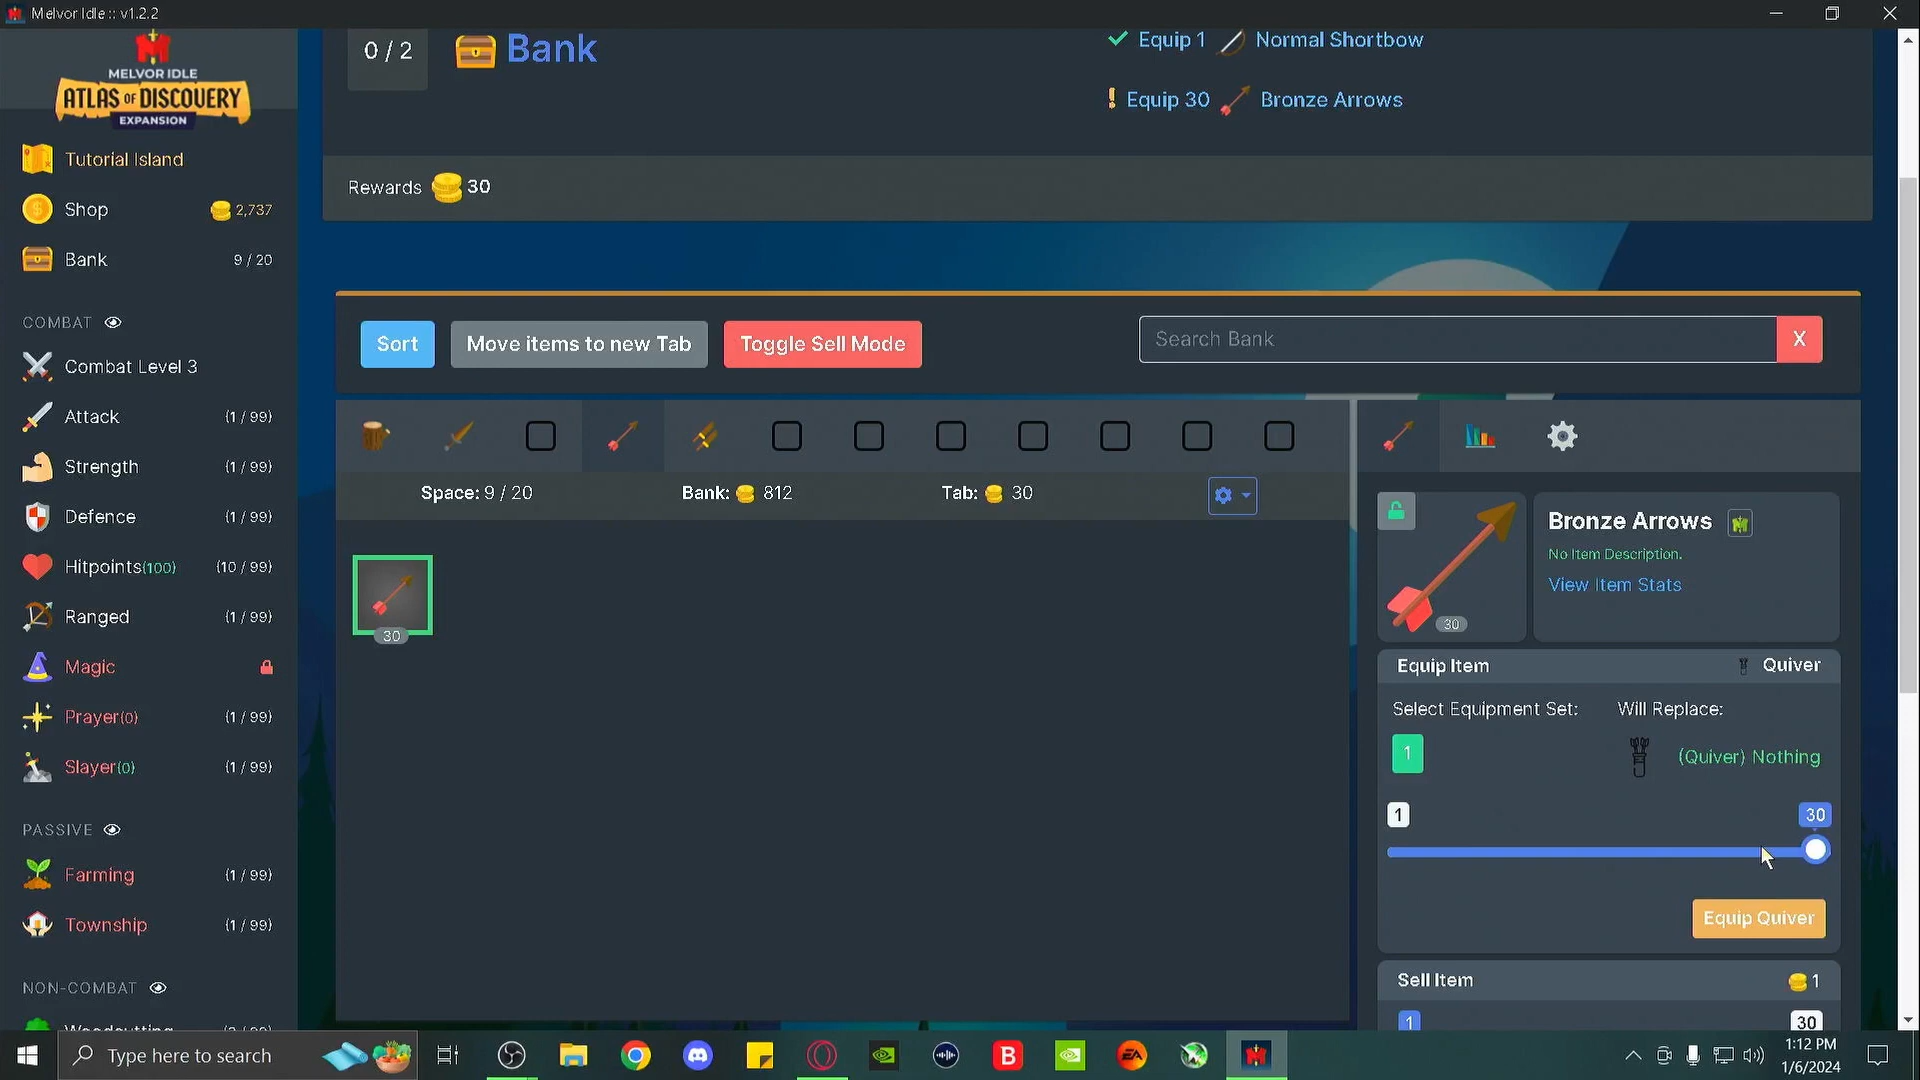 Melvor Idle :: v1.2.2
MELVOR IDLE
ATLAS OF DISCOVERY
EXPANSION
Tutorial Island
Shop 2,737
Bank 9 / 20
COMBAT
Combat Level 3
Attack (1 / 99)
Strength (1 / 99)
Defence (1 / 99)
Hitpoints(100) (10 / 99)
Ranged (1 / 99)
Magic
Prayer(0) (1 / 99)
Slayer(0) (1 / 99)
PASSIVE
Farming (1 / 99)
Township (1 / 99)
NON-COMBAT
0 / 2 Bank
Equip 1 Normal Shortbow
! Equip 30 Bronze Arrows
Rewards 30
Sort Move items to new Tab Toggle Sell Mode Search Bank X
Space: 9 / 20 Bank: 812 Tab: 30
30
Bronze Arrows
No Item Description.
View Item Stats
30
Equip Item Quiver
Select Equipment Set: Will Replace:
1 (Quiver) Nothing
1 30
Equip Quiver
Sell Item 1
1 30
Type here to search
B
EA
1:12 PM
1/6/2024